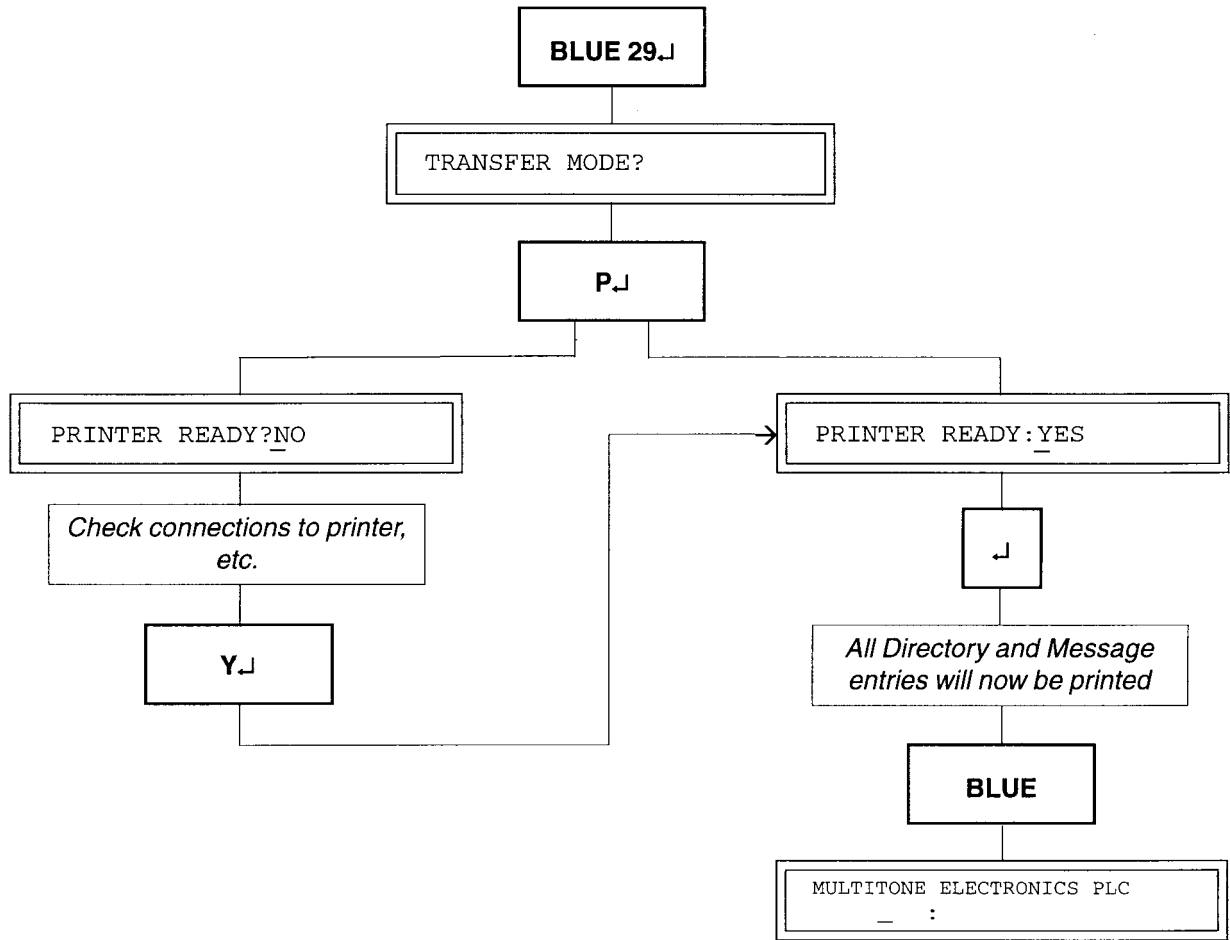 BLUE 29↵
TRANSFER MODE?
P↵
PRINTER READY?NO
Check connections to printer,
etc.
Y↵
PRINTER READY:YES
↵
All Directory and Message
entries will now be printed
BLUE
MULTITONE ELECTRONICS PLC
_ :